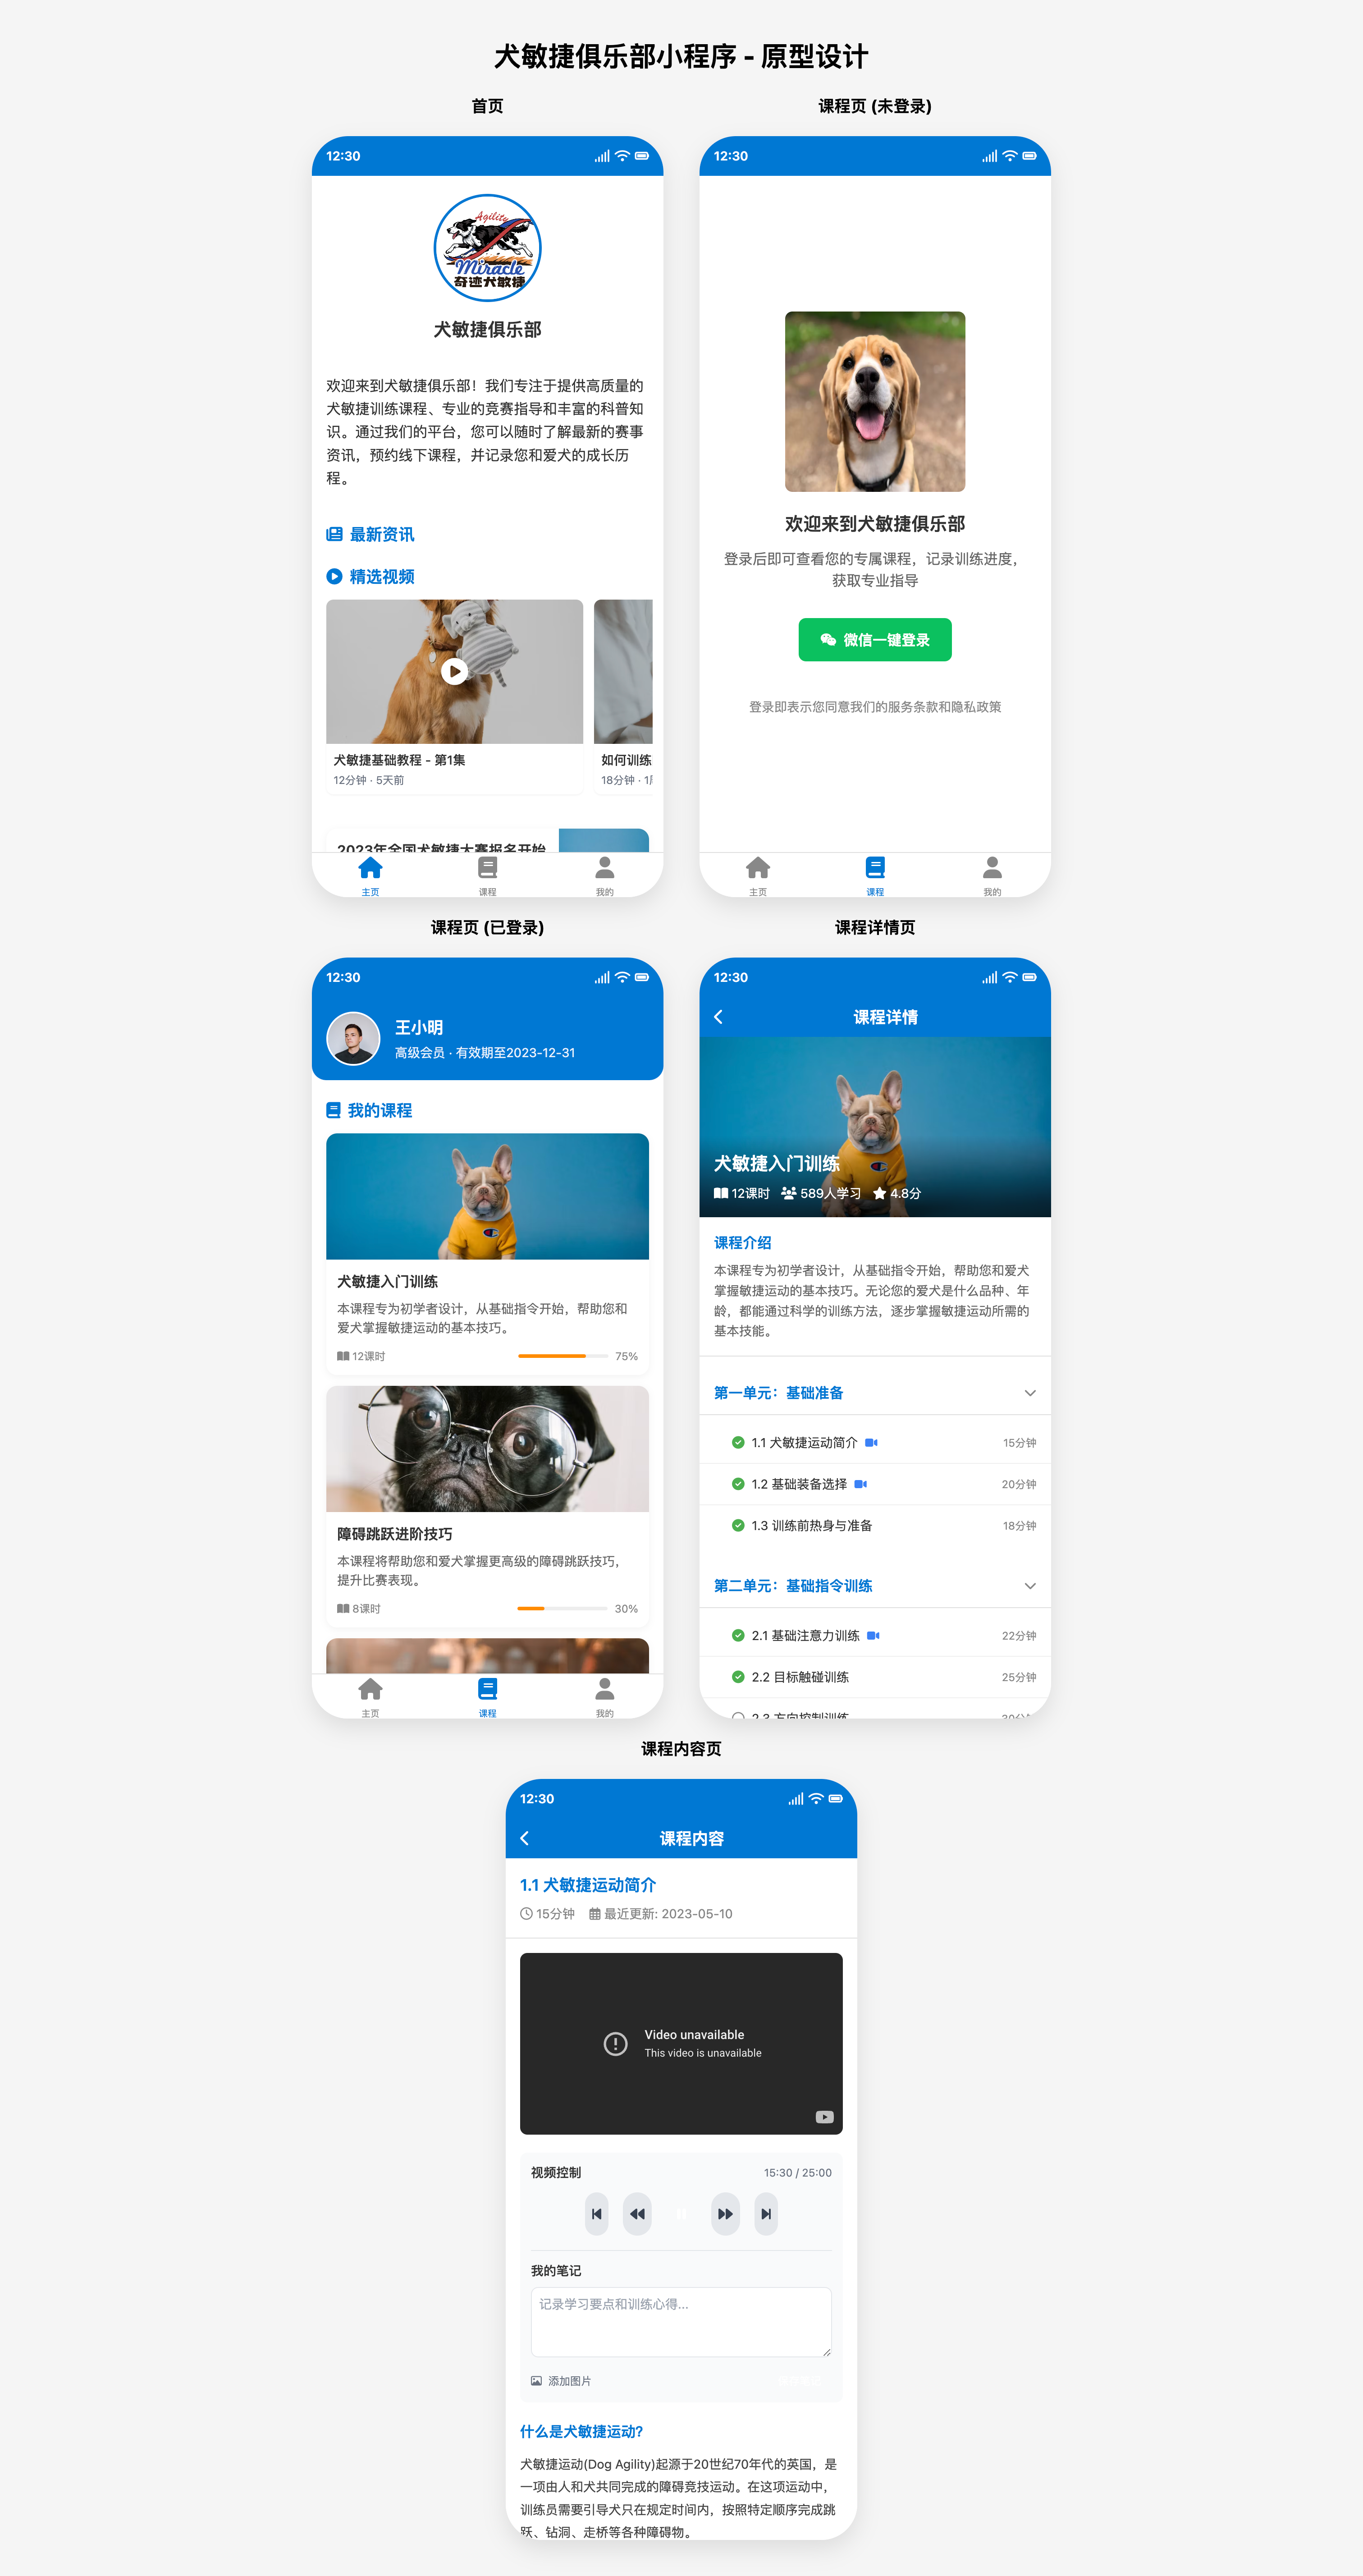 犬敏捷俱乐部小程序 - 原型设计
首页
12:30
Agility
Miracle
奇迹犬敏捷
犬敏捷俱乐部
欢迎来到犬敏捷俱乐部！我们专注于提供高质量的
犬敏捷训练课程、专业的竞赛指导和丰富的科普知
识。通过我们的平台，您可以随时了解最新的赛事
资讯，预约线下课程，并记录您和爱犬的成长历
程。
最新资讯
精选视频
犬敏捷基础教程 - 第1集
12分钟 · 5天前
如何训练
18分钟 · 1
2023年全国犬敏捷大赛报名开始
主页
课程
我的
课程页 (未登录)
12:30
欢迎来到犬敏捷俱乐部
登录后即可查看您的专属课程，记录训练进度，
获取专业指导
微信一键登录
登录即表示您同意我们的服务条款和隐私政策
主页
课程
我的
课程页 (已登录)
12:30
王小明
高级会员 · 有效期至2023-12-31
我的课程
犬敏捷入门训练
本课程专为初学者设计，从基础指令开始，帮助您和
爱犬掌握敏捷运动的基本技巧。
12课时
75%
障碍跳跃进阶技巧
本课程将帮助您和爱犬掌握更高级的障碍跳跃技巧，
提升比赛表现。
8课时
30%
主页
课程
我的
课程详情页
12:30
课程详情
犬敏捷入门训练
12课时 589人学习 4.8分
课程介绍
本课程专为初学者设计，从基础指令开始，帮助您和爱犬
掌握敏捷运动的基本技巧。无论您的爱犬是什么品种、年
龄，都能通过科学的训练方法，逐步掌握敏捷运动所需的
基本技能。
第一单元：基础准备
1.1 犬敏捷运动简介 15分钟
1.2 基础装备选择 20分钟
1.3 训练前热身与准备 18分钟
第二单元：基础指令训练
2.1 基础注意力训练 22分钟
2.2 目标触碰训练 25分钟
2.3 方向控制训练 30分钟
课程内容页
12:30
课程内容
1.1 犬敏捷运动简介
15分钟 最近更新: 2023-05-10
Video unavailable
This video is unavailable
视频控制 15:30 / 25:00
我的笔记
记录学习要点和训练心得...
添加图片
什么是犬敏捷运动?
犬敏捷运动(Dog Agility)起源于20世纪70年代的英国，是
一项由人和犬共同完成的障碍竞技运动。在这项运动中，
训练员需要引导犬只在规定时间内，按照特定顺序完成跳
跃、钻洞、走桥等各种障碍物。